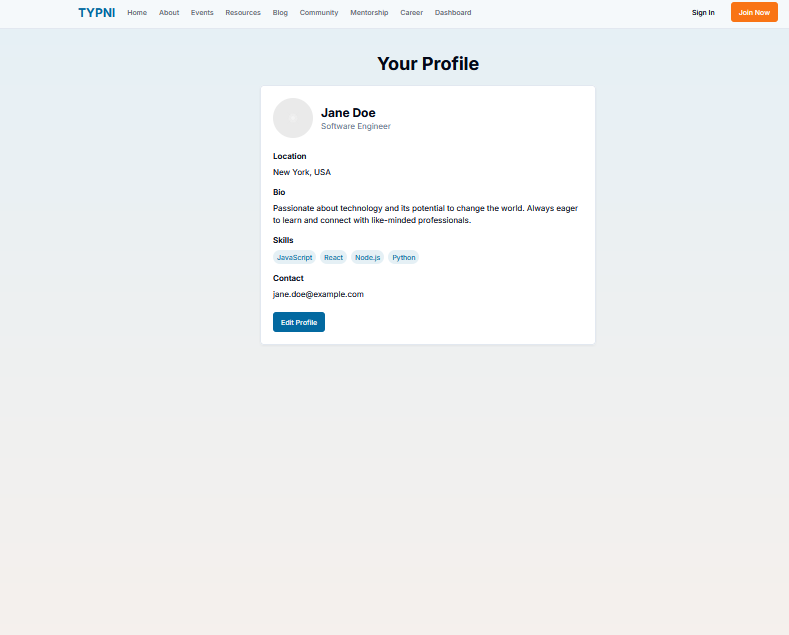 TYPNI Home About Events Resources Blog Community Mentorship Career Dashboard Sign In Join Now
Your Profile
Jane Doe
Software Engineer
Location
New York, USA
Bio
Passionate about technology and its potential to change the world. Always eager
to learn and connect with like-minded professionals.
Skills
JavaScript React Node.js Python
Contact
jane.doe@example.com
Edit Profile